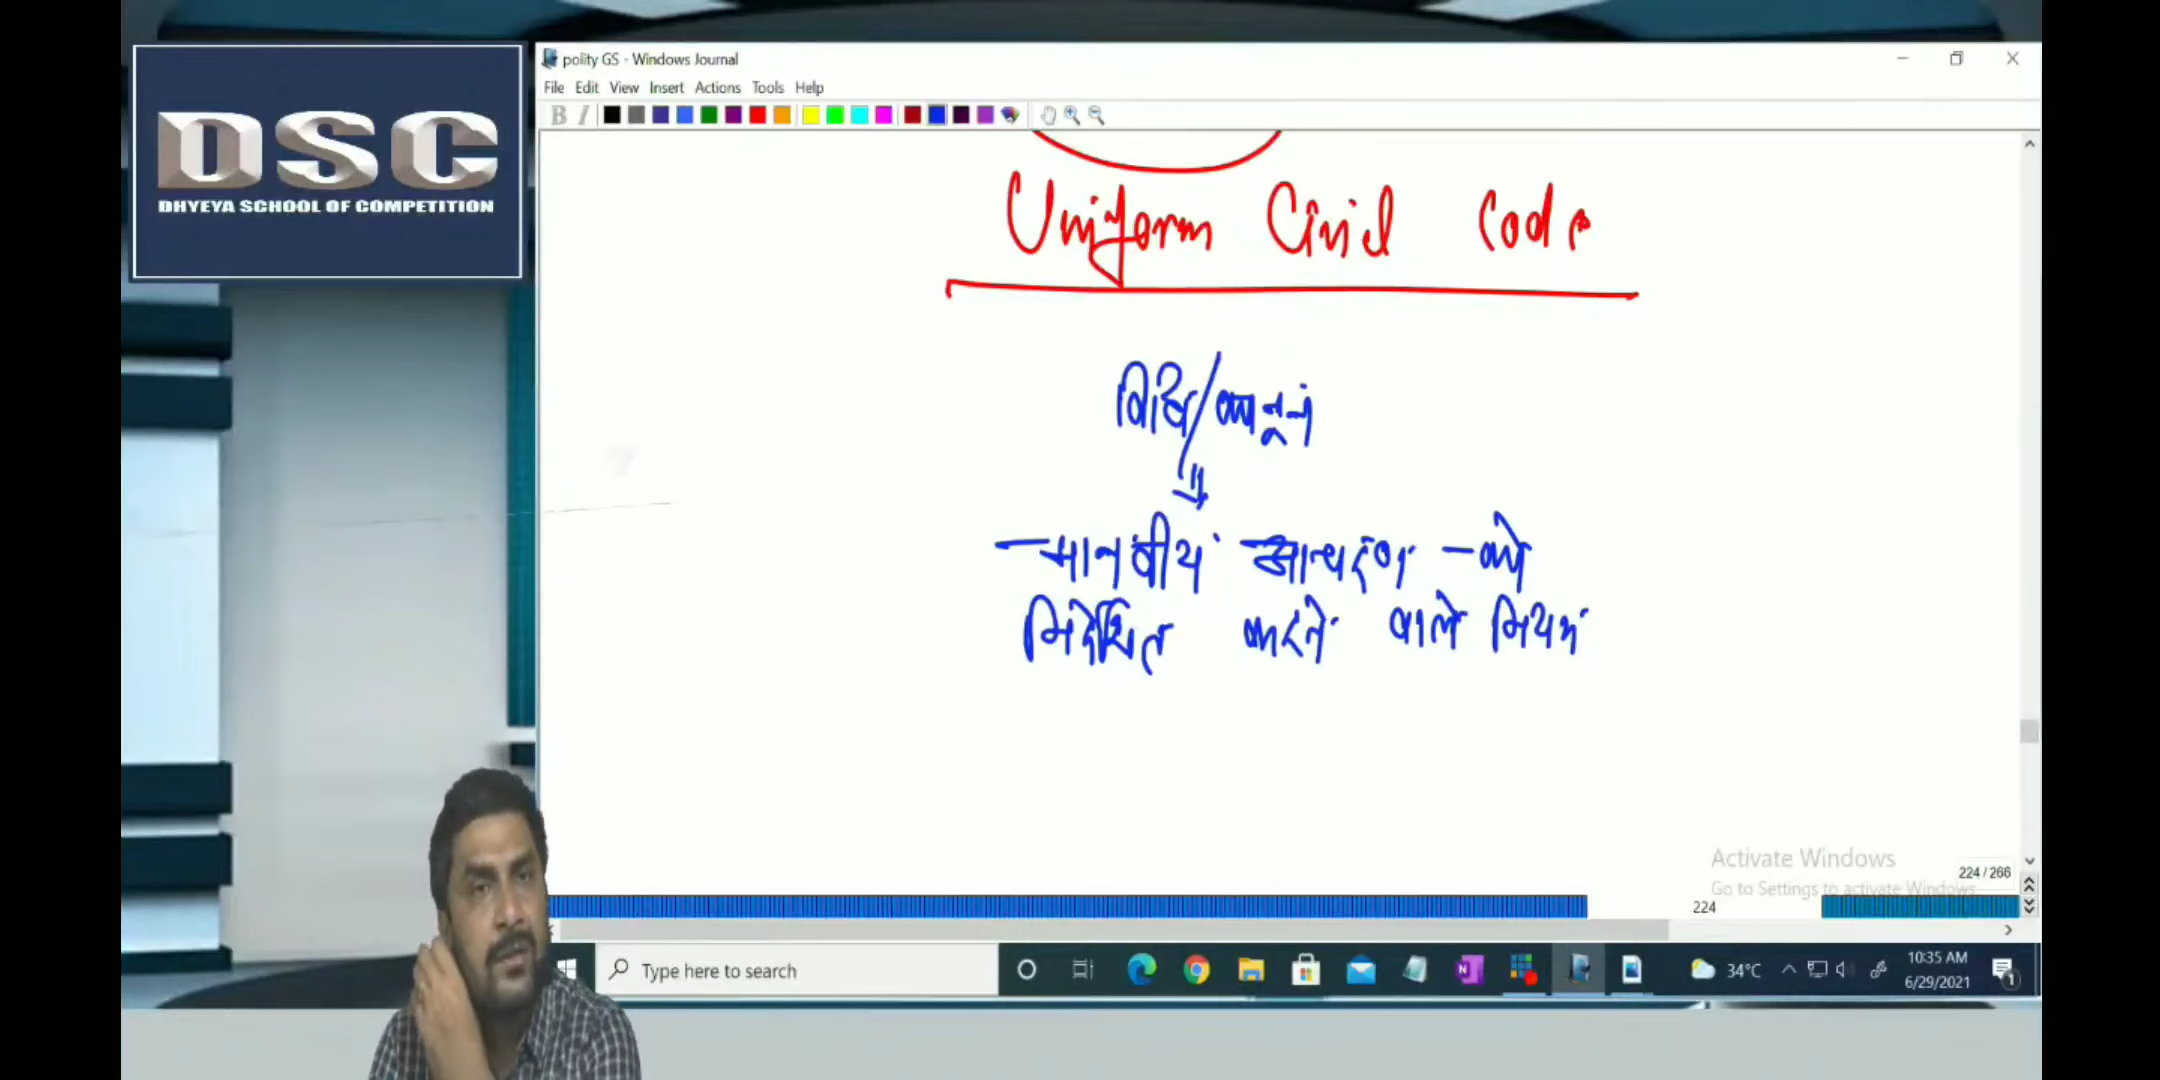 DSC
DHYEYA SCHOOL OF COMPETITION
polity GS - Windows Journal
File Edit View Insert Actions Tools Help
B I
Uniform Civil Code
विधि/कानून
मानवीय आचरण को
निर्देशित करने वाले नियम
Activate Windows
Go to Settings to activate Windows.
224 / 266
224
Type here to search
34°C
10:35 AM
6/29/2021
1